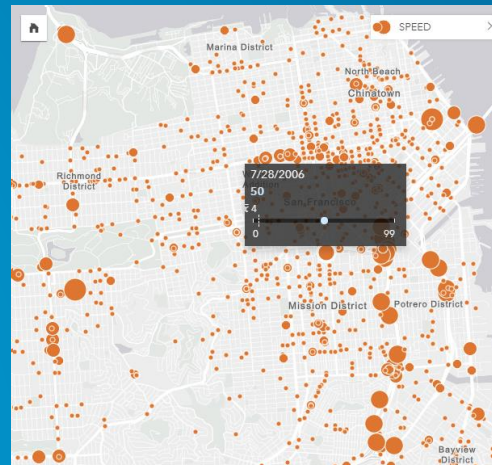 SPEED
Marina District
North Beach
Chinatown
7/28/2006
50
4
San Francisco
0
99
Richmond
District
Mission District
Potrero District
Bayview
District